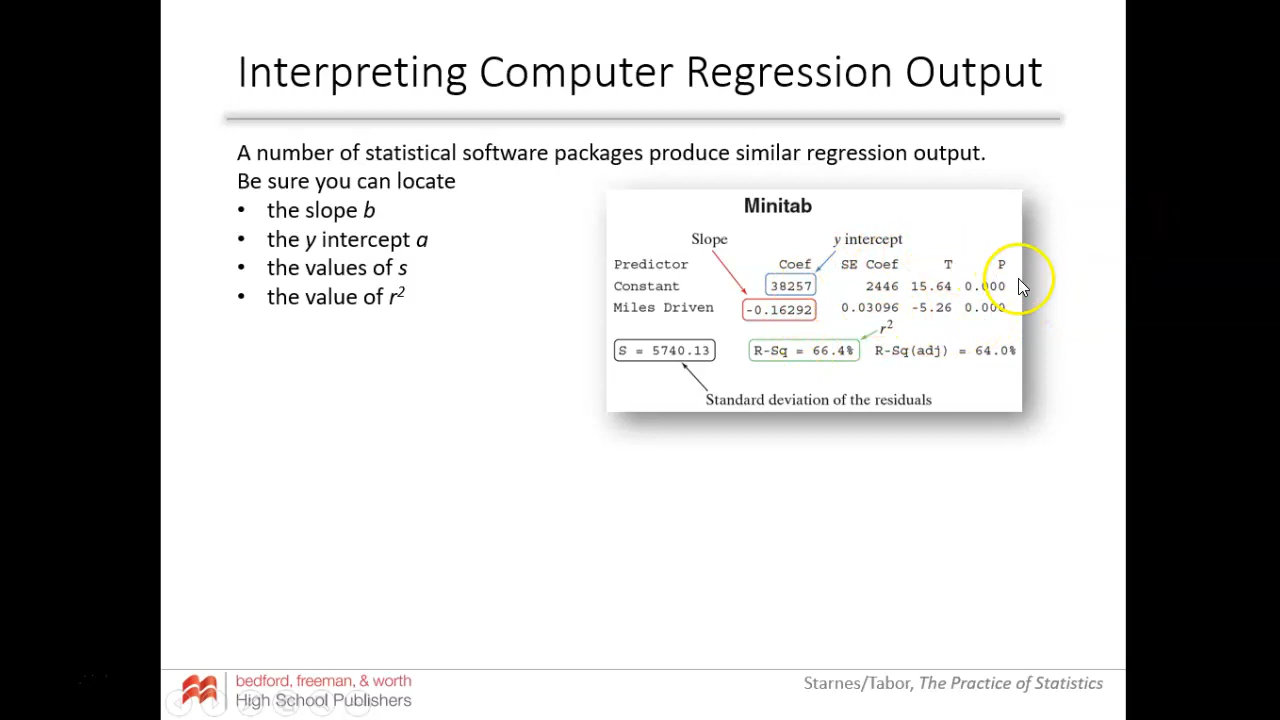 Interpreting Computer Regression Output
A number of statistical software packages produce similar regression output.
Be sure you can locate
• the slope b
• the y intercept a
• the values of s
• the value of r²
Minitab
Slope y intercept
Predictor Coef SE Coef T P
Constant 38257 2446 15.64 0.000
Miles Driven -0.16292 0.03096 -5.26 0.000
r²
S = 5740.13 R-Sq = 66.4% R-Sq(adj) = 64.0%
Standard deviation of the residuals
bedford, freeman, & worth
High School Publishers
Starnes/Tabor, The Practice of Statistics